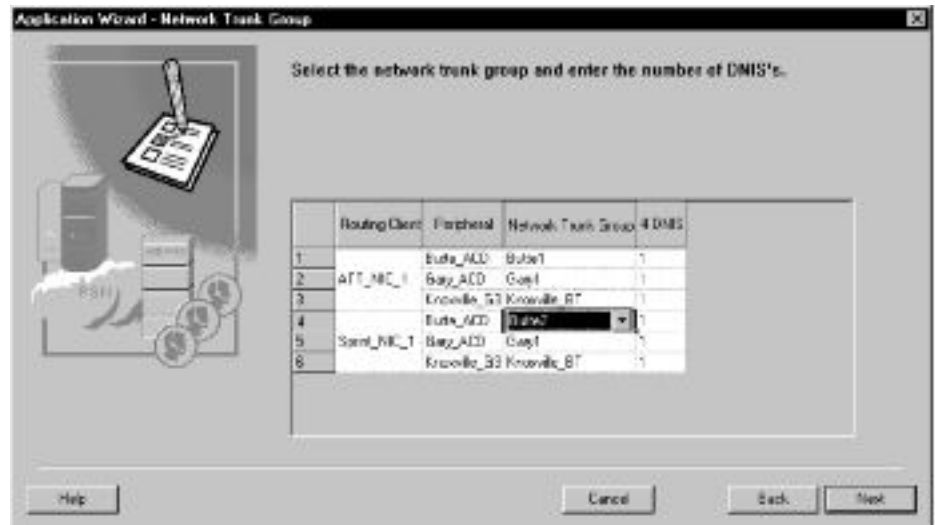 Application Wizard - Network Trunk Group
Select the network trunk group and enter the number of DNIS's.
Routing Client Peripheral Network Trunk Group # DNIS
1 Butte_ACD Butte1 1
2 ATT_NIC_1 Gary_ACD Gary1 1
3 Knoxville_G3 Knoxville_BT 1
4 Butte_ACD Butte2 1
5 Sprint_NIC_1 Gary_ACD Gary1 1
6 Knoxville_G3 Knoxville_BT 1
Help Cancel Back Next